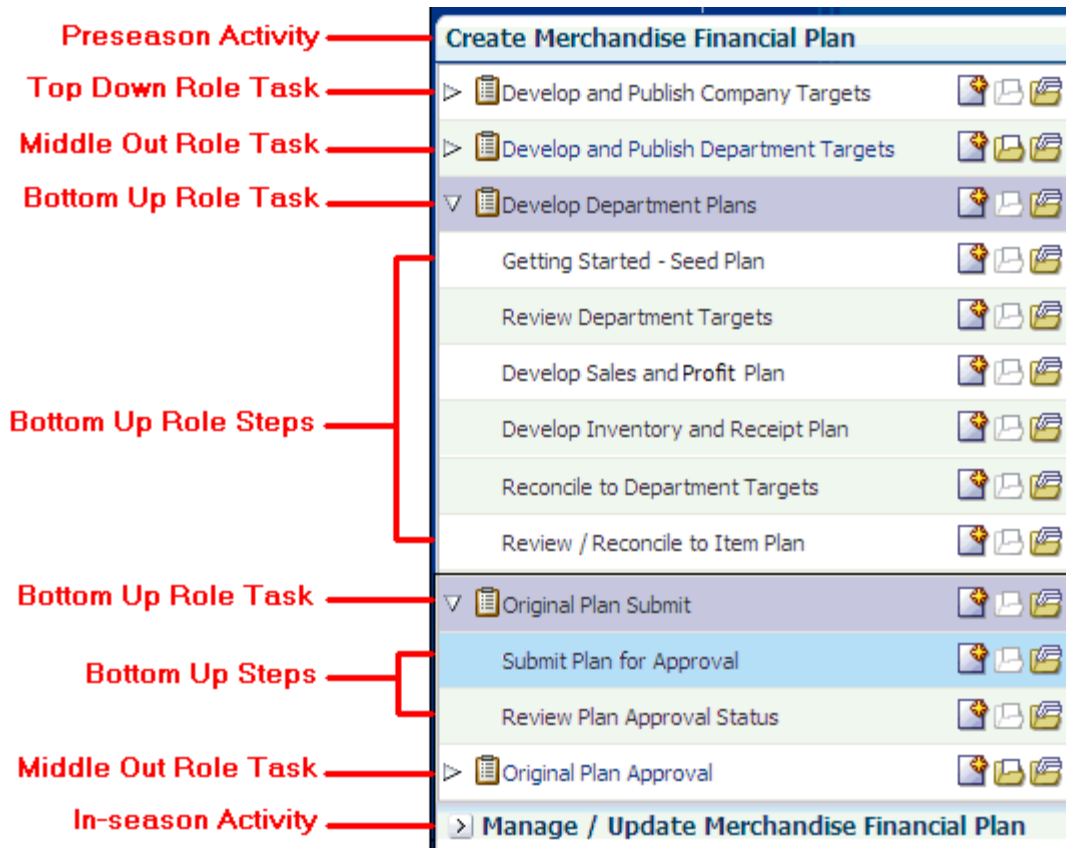 Preseason Activity Create Merchandise Financial Plan
Top Down Role Task Develop and Publish Company Targets
Middle Out Role Task Develop and Publish Department Targets
Bottom Up Role Task Develop Department Plans
Getting Started - Seed Plan
Review Department Targets
Develop Sales and Profit Plan
Bottom Up Role Steps Develop Inventory and Receipt Plan
Reconcile to Department Targets
Review / Reconcile to Item Plan
Bottom Up Role Task Original Plan Submit
Bottom Up Steps Submit Plan for Approval
Review Plan Approval Status
Middle Out Role Task Original Plan Approval
In-season Activity Manage / Update Merchandise Financial Plan